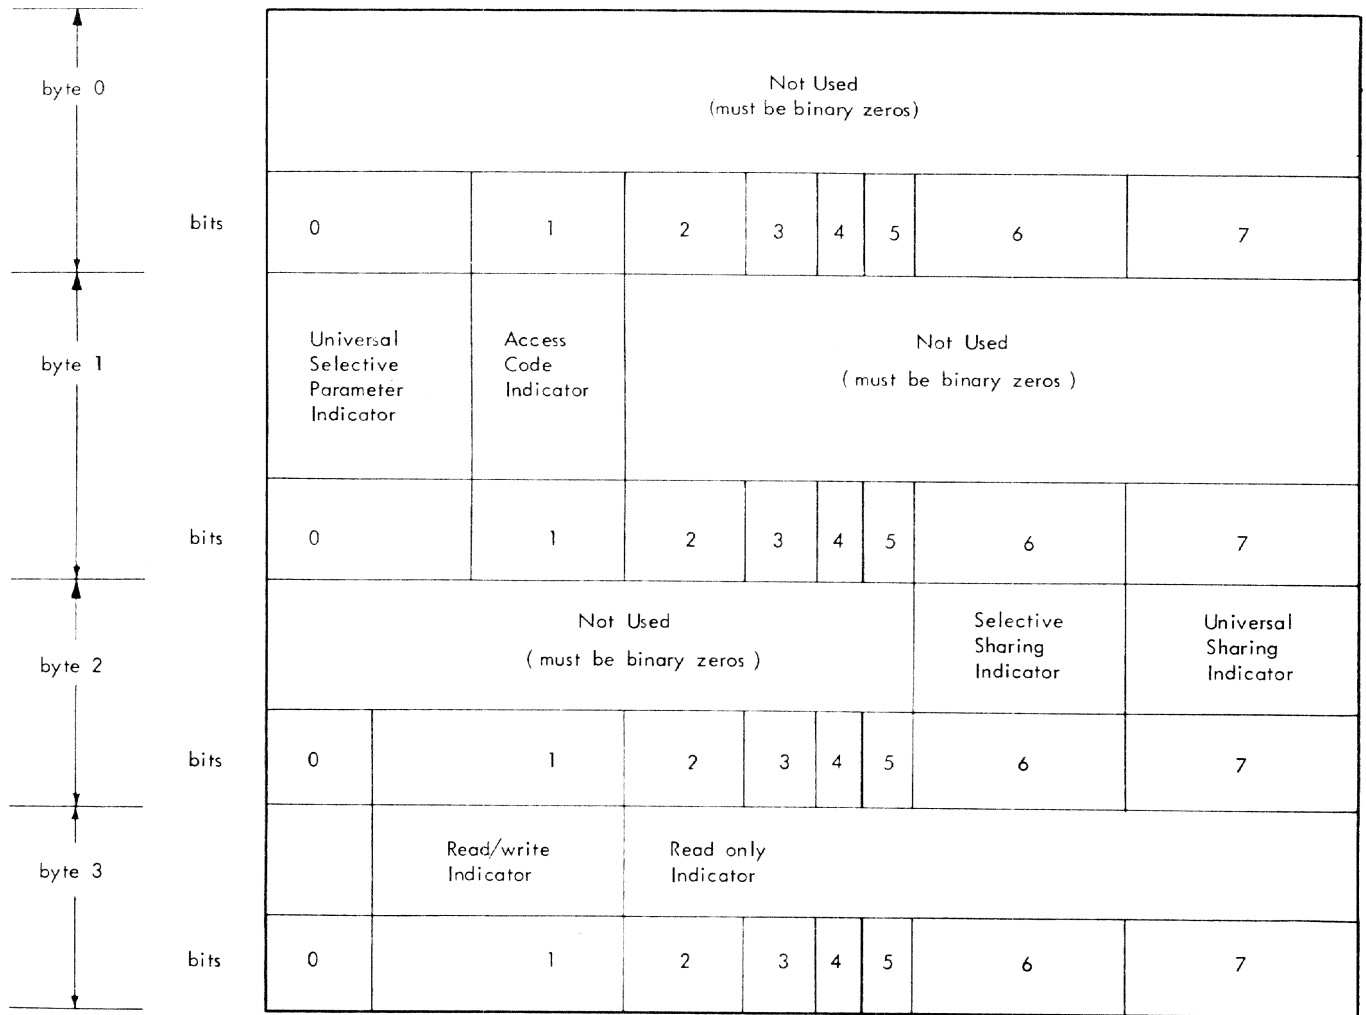 byte 0
Not Used
(must be binary zeros)
bits 0 1 2 3 4 5 6 7
byte 1
Universal
Selective
Parameter
Indicator
Access
Code
Indicator
Not Used
( must be binary zeros )
bits 0 1 2 3 4 5 6 7
byte 2
Not Used
( must be binary zeros )
Selective
Sharing
Indicator
Universal
Sharing
Indicator
bits 0 1 2 3 4 5 6 7
byte 3
Read/write
Indicator
Read only
Indicator
bits 0 1 2 3 4 5 6 7